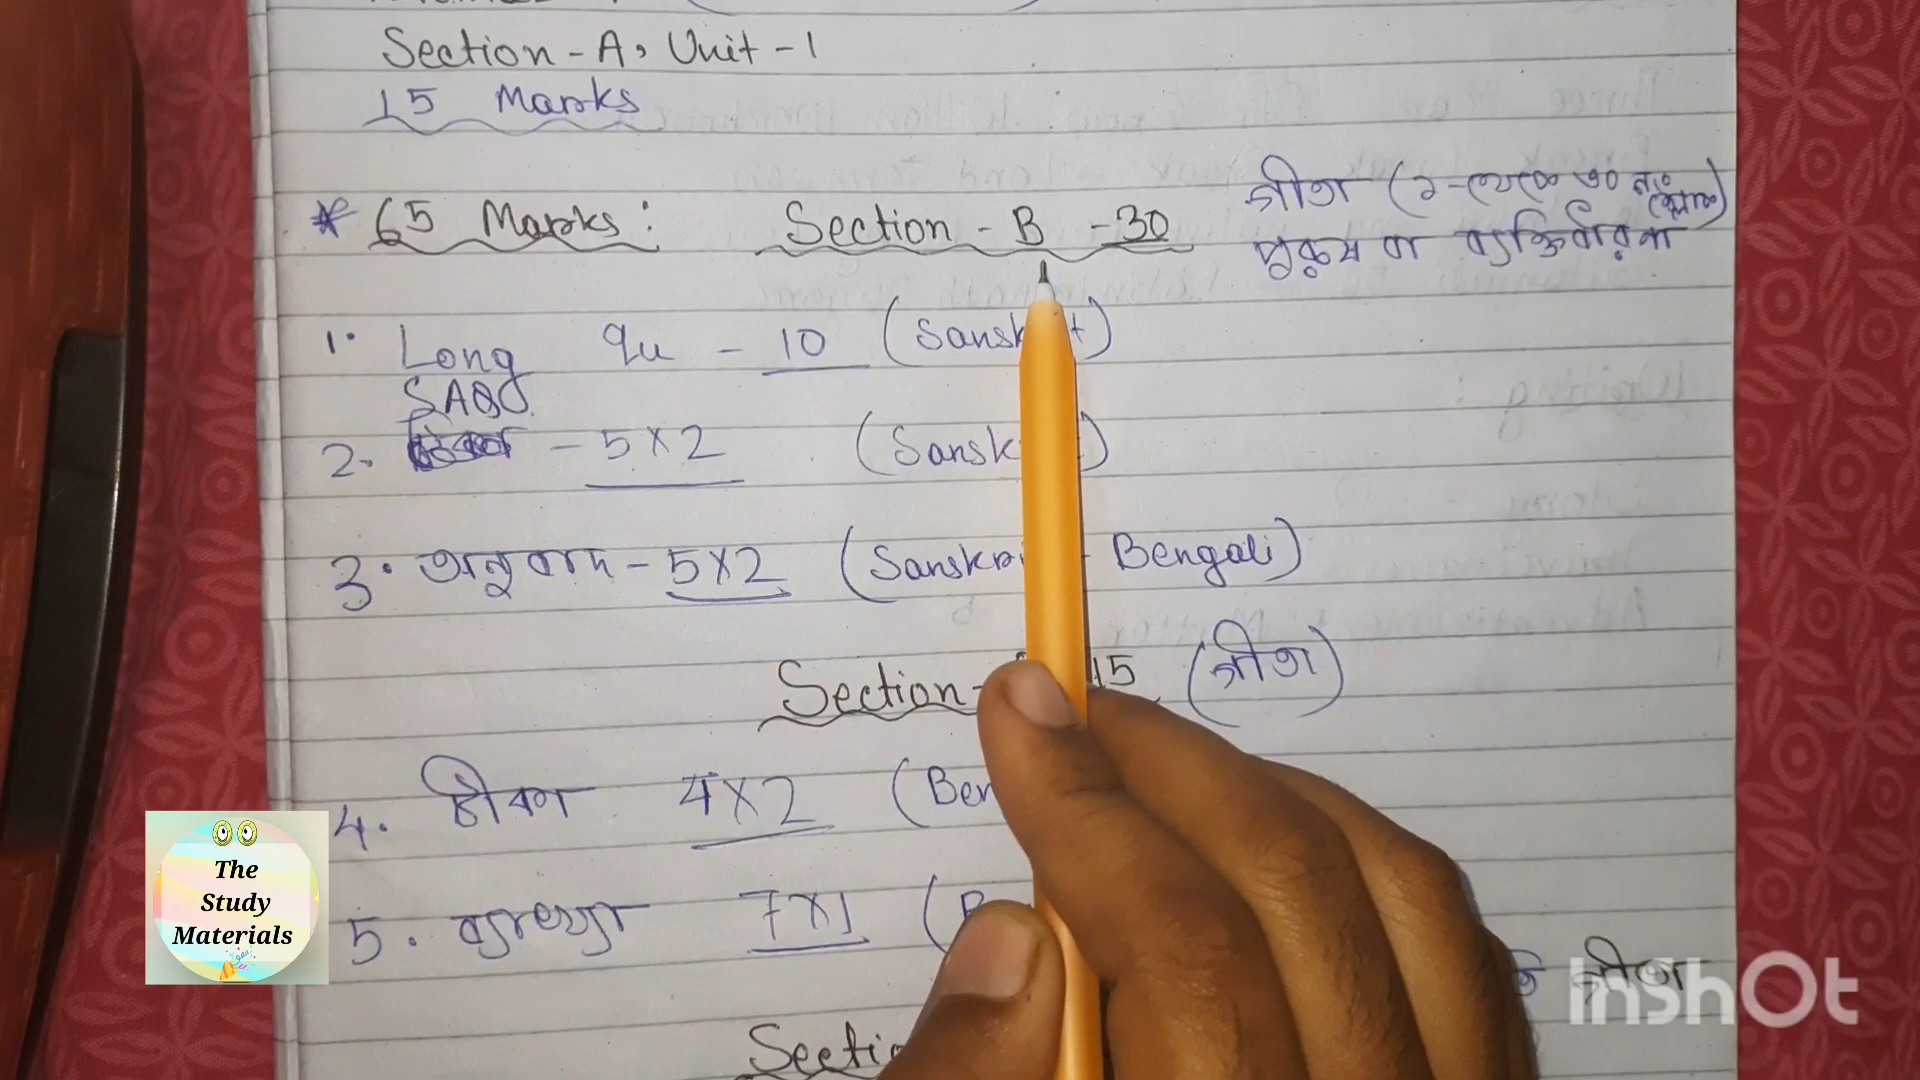 Section - A, Unit - 1
15 Marks
* 65 Marks: Section - B - 30
গীতা (২ - থেকে ৩০ নং শ্লোক)
পুরুষ বা
1. Long qu - 10 (Sansk t)
SAQ
2. - 5×2 (Sansk )
3. অনুবাদ - 5×2 (Sanskr - Bengali)
Section - 15 (গীতা)
4. টীকা 4×2 (Ben
5. ব্যাখ্যা 7×1 (B
গীতা
Sectio
The
Study
Materials
InShOt